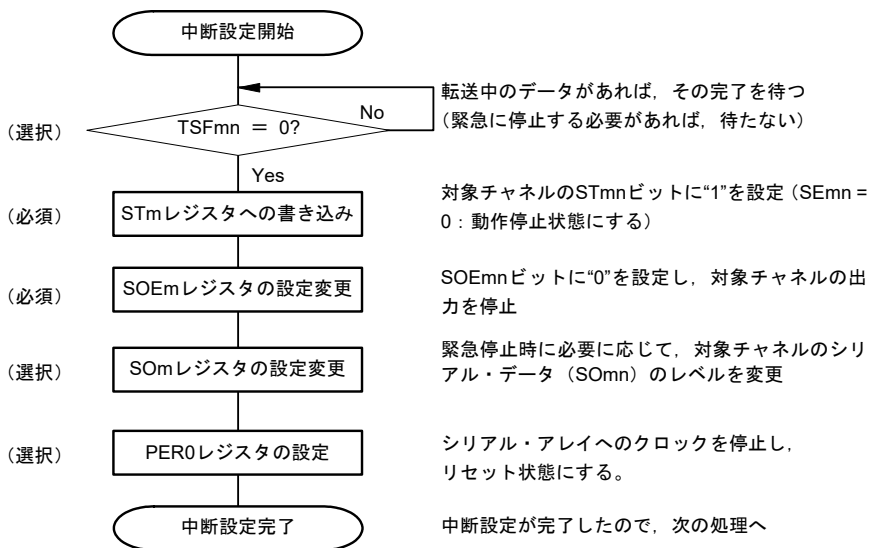 中断設定開始
転送中のデータがあれば，その完了を待つ
（緊急に停止する必要があれば，待たない）
（選択）
TSFmn ＝ 0?
No
Yes
（必須）
STmレジスタへの書き込み
対象チャネルのSTmnビットに“1”を設定（SEmn =
0：動作停止状態にする）
（必須）
SOEmレジスタの設定変更
SOEmnビットに“0”を設定し，対象チャネルの出
力を停止
（選択）
SOmレジスタの設定変更
緊急停止時に必要に応じて，対象チャネルのシリ
アル・データ（SOmn）のレベルを変更
（選択）
PER0レジスタの設定
シリアル・アレイへのクロックを停止し，
リセット状態にする。
中断設定完了
中断設定が完了したので，次の処理へ